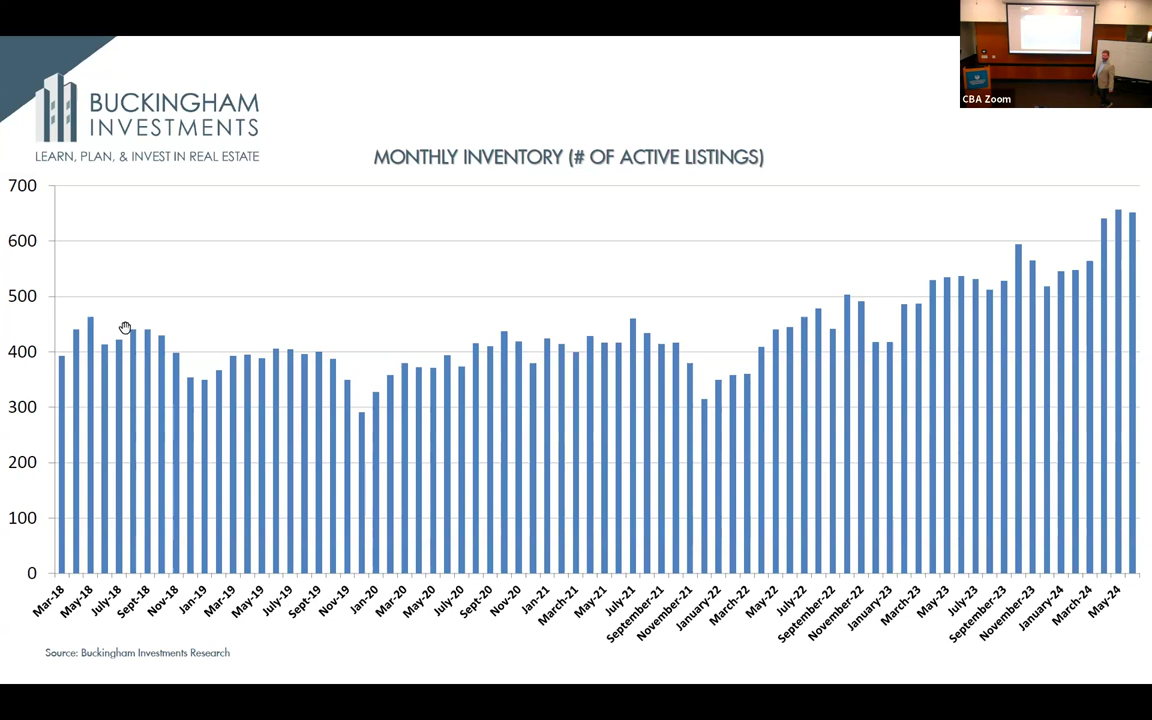 BUCKINGHAM
INVESTMENTS
LEARN, PLAN, & INVEST IN REAL ESTATE
CBA Zoom
MONTHLY INVENTORY (# OF ACTIVE LISTINGS)
700
600
500
400
300
200
100
0
Mar-18
May-18
July-18
Sept-18
Nov-18
Jan-19
Mar-19
May-19
July-19
Sept-19
Nov-19
Jan-20
Mar-20
May-20
July-20
Sept-20
Nov-20
Jan-21
March-21
May-21
July-21
September-21
November-21
January-22
March-22
May-22
July-22
September-22
November-22
January-23
March-23
May-23
July-23
September-23
November-23
January-24
March-24
May-24
Source: Buckingham Investments Research